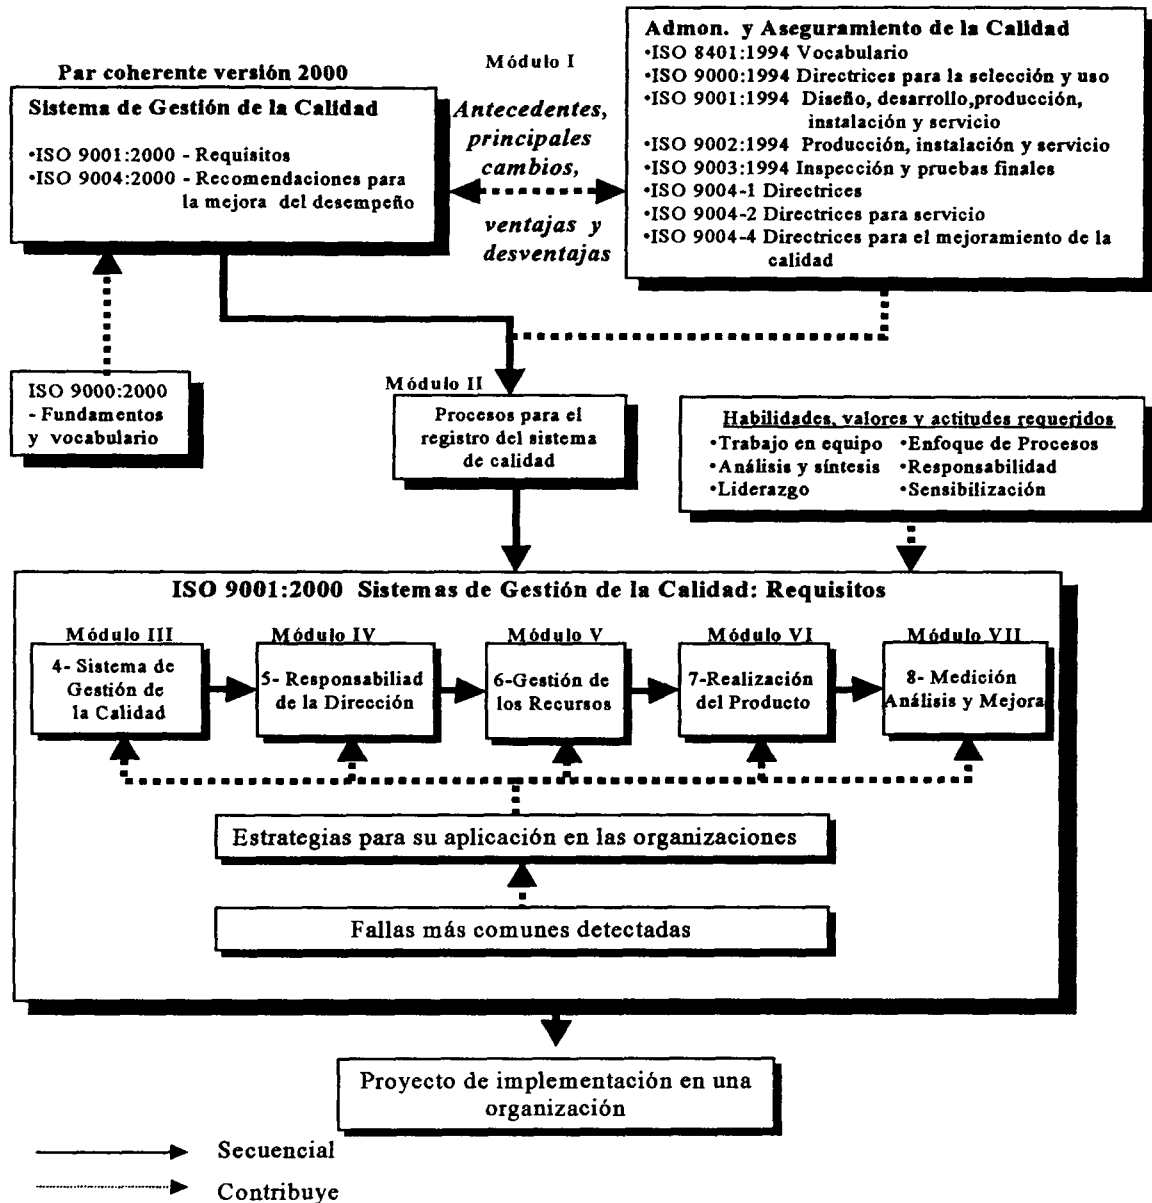 Par coherente versión 2000
Sistema de Gestión de la Calidad
•ISO 9001:2000 - Requisitos
•ISO 9004:2000 - Recomendaciones para
la mejora del desempeño
Módulo I
Antecedentes,
principales
cambios,
ventajas y
desventajas
Admon. y Aseguramiento de la Calidad
•ISO 8401:1994 Vocabulario
•ISO 9000:1994 Directrices para la selección y uso
•ISO 9001:1994 Diseño, desarrollo,producción,
instalación y servicio
•ISO 9002:1994 Producción, instalación y servicio
•ISO 9003:1994 Inspección y pruebas finales
•ISO 9004-1 Directrices
•ISO 9004-2 Directrices para servicio
•ISO 9004-4 Directrices para el mejoramiento de la
calidad
ISO 9000:2000
- Fundamentos
y vocabulario
Módulo II
Procesos para el
registro del sistema
de calidad
Habilidades, valores y actitudes requeridos
•Trabajo en equipo •Enfoque de Procesos
•Análisis y síntesis •Responsabilidad
•Liderazgo •Sensibilización
ISO 9001:2000 Sistemas de Gestión de la Calidad: Requisitos
Módulo III
4- Sistema de
Gestión de
la Calidad
Módulo IV
5- Responsabiliad
de la Dirección
Módulo V
6-Gestión de
los Recursos
Módulo VI
7-Realización
del Producto
Módulo VII
8- Medición
Análisis y Mejora
Estrategias para su aplicación en las organizaciones
Fallas más comunes detectadas
Proyecto de implementación en una
organización
Secuencial
Contribuye